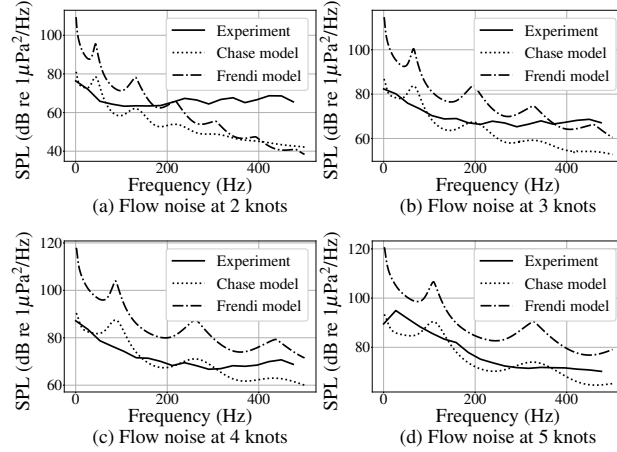 SPL (dB re 1μPa²/Hz)
100
80
60
40
Experiment
Chase model
Frendi model
0
200
400
Frequency (Hz)
(a) Flow noise at 2 knots
SPL (dB re 1μPa²/Hz)
100
80
60
Experiment
Chase model
Frendi model
0
200
400
Frequency (Hz)
(b) Flow noise at 3 knots
SPL (dB re 1μPa²/Hz)
120
100
80
60
Experiment
Chase model
Frendi model
0
200
400
Frequency (Hz)
(c) Flow noise at 4 knots
SPL (dB re 1μPa²/Hz)
120
100
80
Experiment
Chase model
Frendi model
0
200
400
Frequency (Hz)
(d) Flow noise at 5 knots